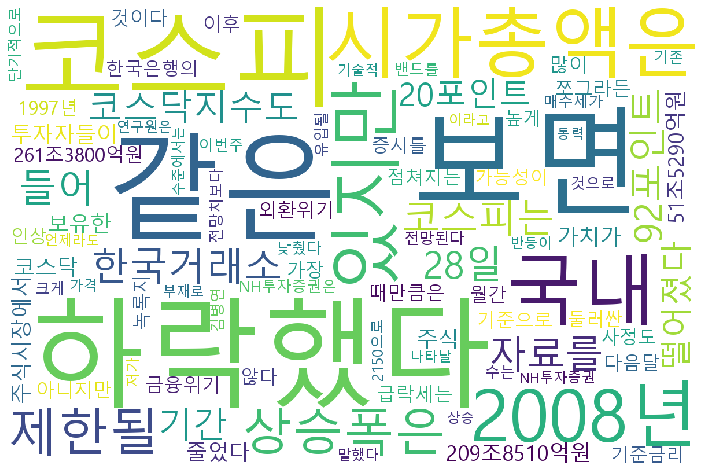 코스피
시가총액은
같은
보면
하락했다
국내
2008년
있지만
단기적으로
것이다
이후
한국은행의
1997년
코스닥지수도
투자자들이
연구원은
이번주
261조3800억원
수준에서는
전망치보다
유입될
들어
보유한
외환위기
인상
언제라도
낮췄다
코스닥
한국거래소
가장
크게
가격
부재로
NH투자증권은
주식시장에서
녹록지
김병연
아니지만
저가
금융위기
않다
제한될
기간
줄었다
상승폭은
말했다
기술적
밴드를
많이
기존
20포인트
쪼그라든
매수세가
이라고
높게
통력
증시를
점쳐지는
가능성이
것으로
코스피는
가치가
92포인트
51조5290억원
전망된다
반등이
28일
때만큼은
월간
기준으로
둘러싼
떨어졌다
2150으로
주식
자료를
사정도
나타날
다음달
급락세는
수는
NH투자증권
상승
209조8510억원
기준금리